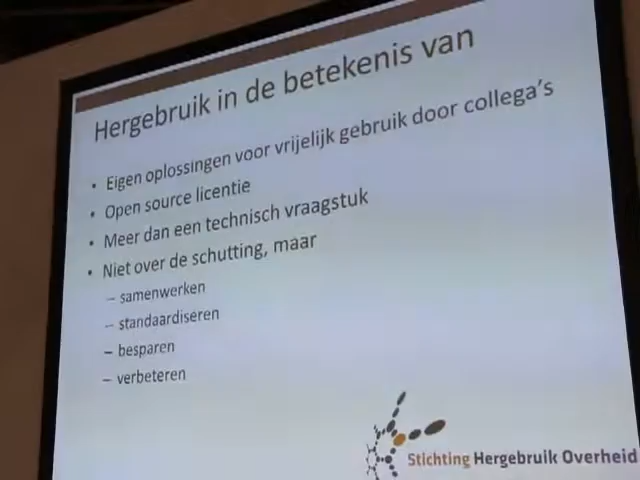 Hergebruik in de betekenis van
• Eigen oplossingen voor vrijelijk gebruik door collega's
• Open source licentie
• Meer dan een technisch vraagstuk
• Niet over de schutting, maar
– samenwerken
– standaardiseren
– besparen
– verbeteren
Stichting Hergebruik Overheid